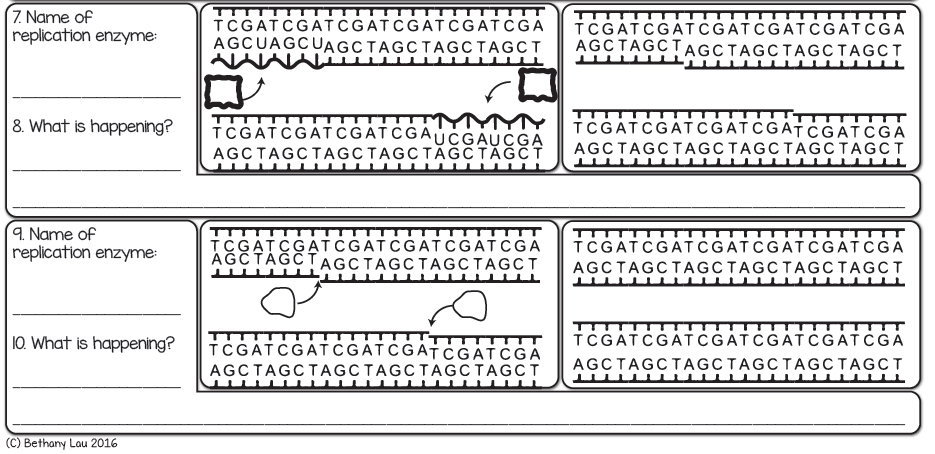 7. Name of
replication enzyme:
8. What is happening?
TCGATCGATCGATCGATCGATCGA
AGCUAGCUAGCTAGCTAGCTAGCT
TCGATCGATCGATCGAUCGAUCGA
AGCTAGCTAGCTAGCTAGCTAGCT
TCGATCGATCGATCGATCGATCGA
AGCTAGCTAGCTAGCTAGCTAGCT
TCGATCGATCGATCGATCGATCGA
AGCTAGCTAGCTAGCTAGCTAGCT
9. Name of
replication enzyme:
10. What is happening?
TCGATCGATCGATCGATCGATCGA
AGCTAGCTAGCTAGCTAGCTAGCT
TCGATCGATCGATCGATCGATCGA
AGCTAGCTAGCTAGCTAGCTAGCT
TCGATCGATCGATCGATCGATCGA
AGCTAGCTAGCTAGCTAGCTAGCT
TCGATCGATCGATCGATCGATCGA
AGCTAGCTAGCTAGCTAGCTAGCT
(C) Bethany Lau 2016